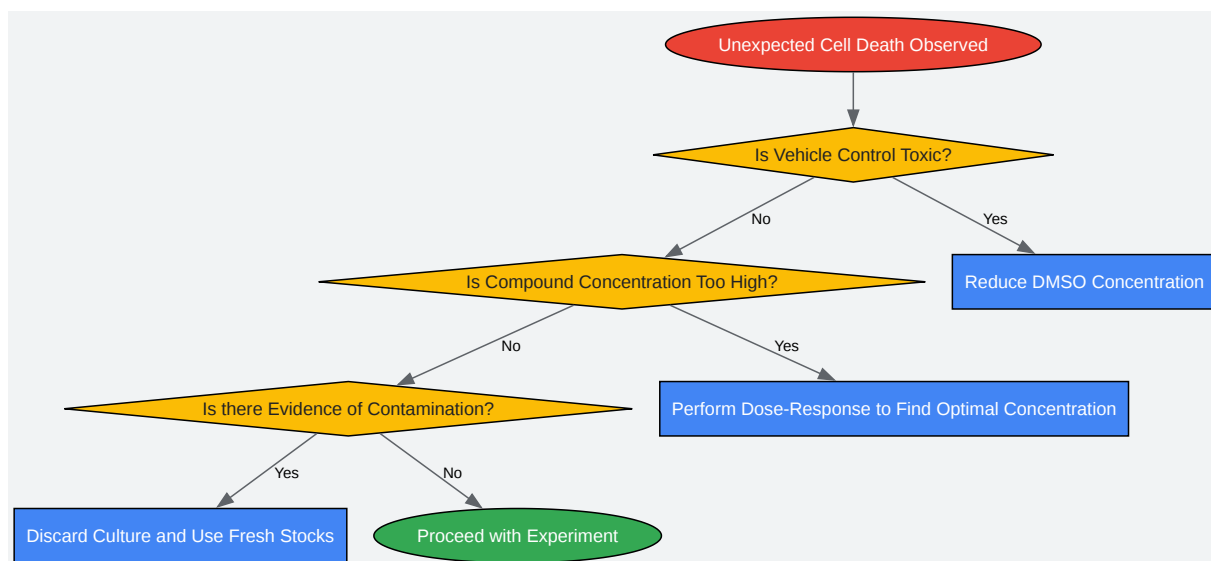 Unexpected Cell Death Observed
Is Vehicle Control Toxic?
No
Yes
Is Compound Concentration Too High?
Reduce DMSO Concentration
No
Yes
Is there Evidence of Contamination?
Perform Dose-Response to Find Optimal Concentration
Yes
No
Discard Culture and Use Fresh Stocks
Proceed with Experiment